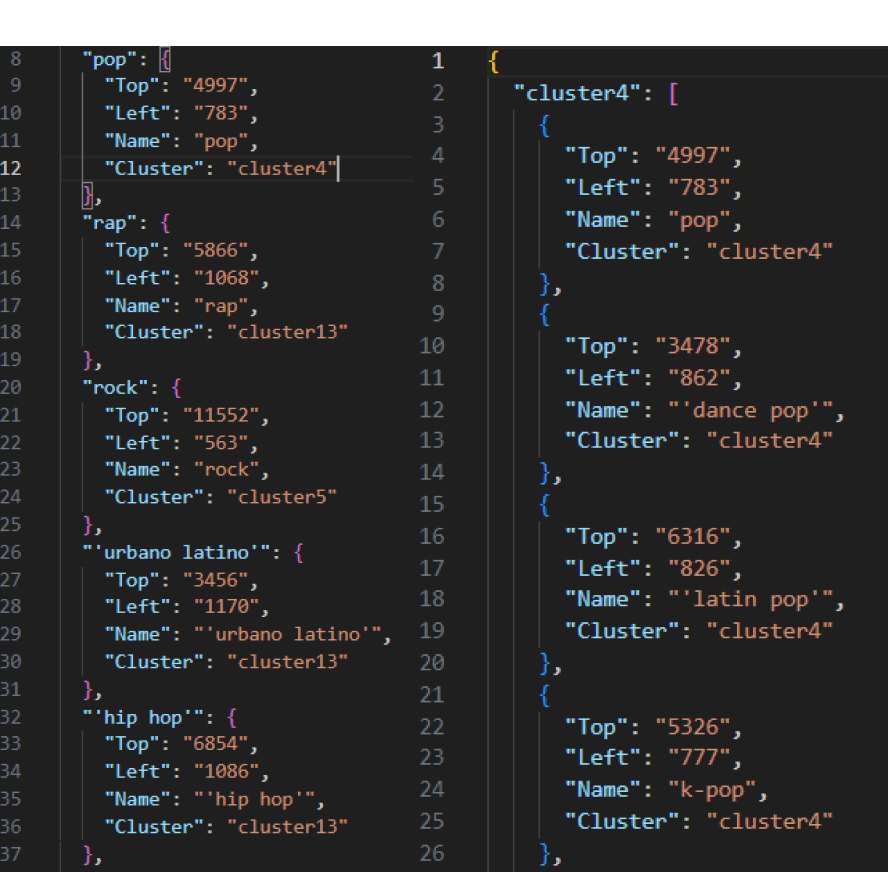 8 "pop": {
9 "Top": "4997",
10 "Left": "783",
11 "Name": "pop",
12 "Cluster": "cluster4"
13 },
14 "rap": {
15 "Top": "5866",
16 "Left": "1068",
17 "Name": "rap",
18 "Cluster": "cluster13"
19 },
20 "rock": {
21 "Top": "11552",
22 "Left": "563",
23 "Name": "rock",
24 "Cluster": "cluster5"
25 },
26 "'urbano latino'": {
27 "Top": "3456",
28 "Left": "1170",
29 "Name": "'urbano latino'",
30 "Cluster": "cluster13"
31 },
32 "'hip hop'": {
33 "Top": "6854",
34 "Left": "1086",
35 "Name": "'hip hop'",
36 "Cluster": "cluster13"
37 },
1 {
2 "cluster4": [
3 {
4 "Top": "4997",
5 "Left": "783",
6 "Name": "pop",
7 "Cluster": "cluster4"
8 },
9 {
10 "Top": "3478",
11 "Left": "862",
12 "Name": "'dance pop'",
13 "Cluster": "cluster4"
14 },
15 {
16 "Top": "6316",
17 "Left": "826",
18 "Name": "'latin pop'",
19 "Cluster": "cluster4"
20 },
21 {
22 "Top": "5326",
23 "Left": "777",
24 "Name": "k-pop",
25 "Cluster": "cluster4"
26 },